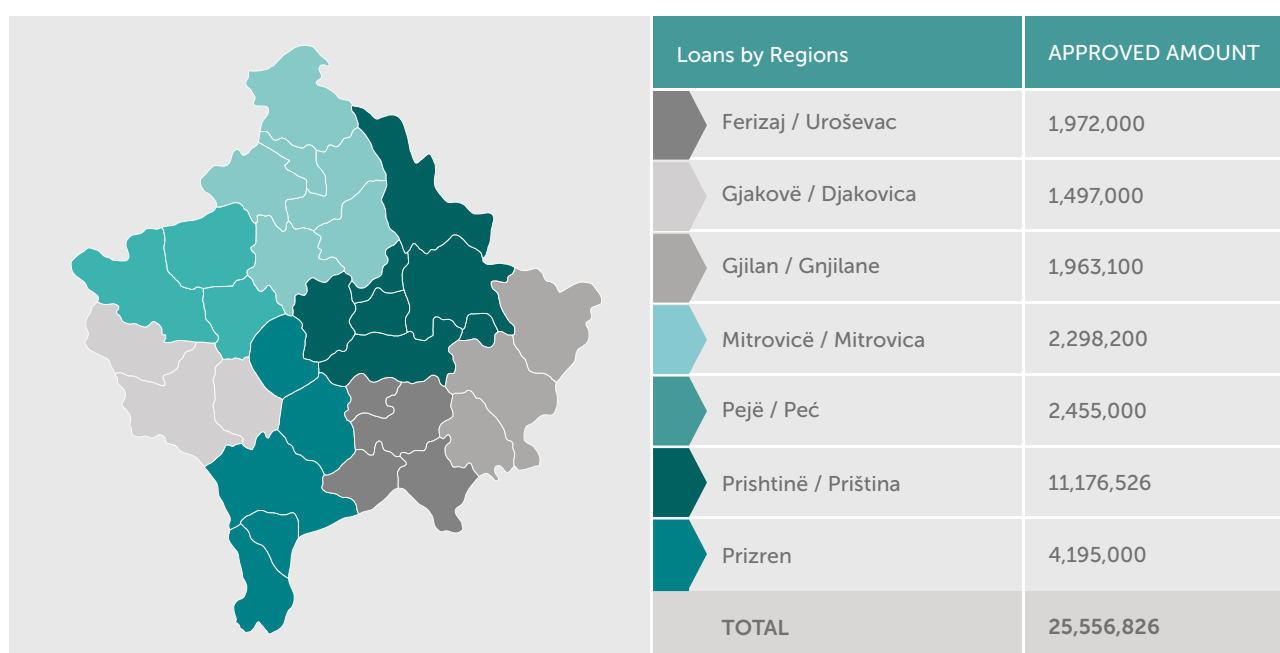 Loans by Regions APPROVED AMOUNT
Ferizaj / Uroševac 1,972,000
Gjakovë / Djakovica 1,497,000
Gjilan / Gnjilane 1,963,100
Mitrovicë / Mitrovica 2,298,200
Pejë / Peć 2,455,000
Prishtinë / Priština 11,176,526
Prizren 4,195,000
TOTAL 25,556,826